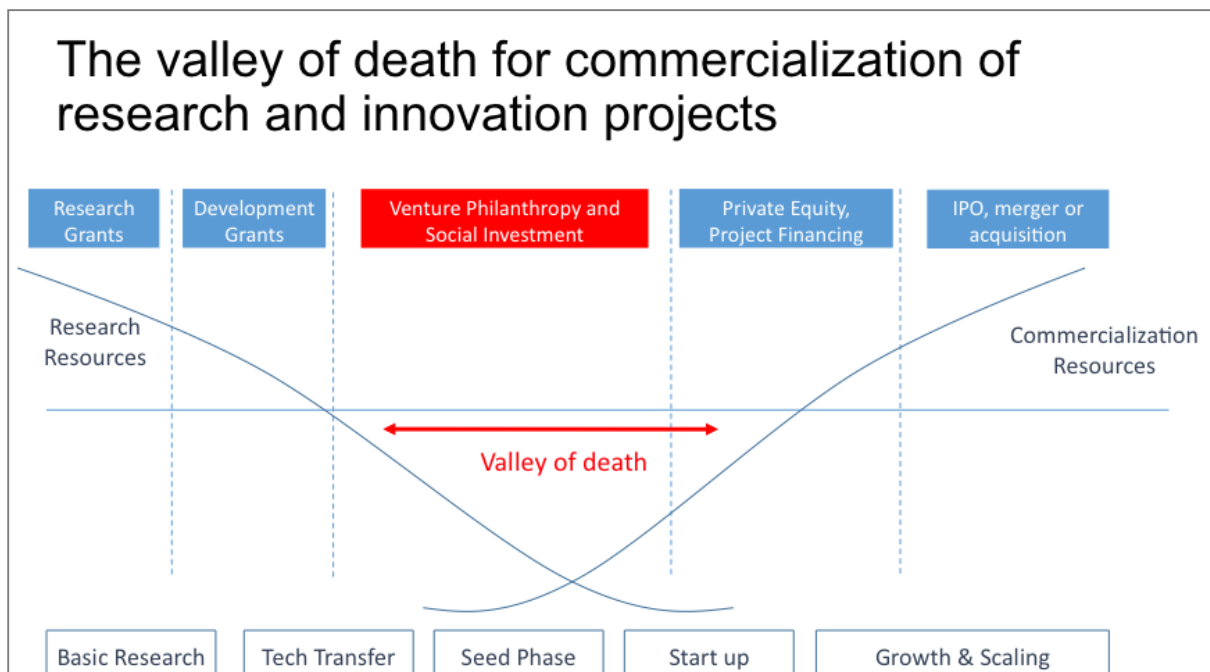 The valley of death for commercialization of
research and innovation projects
Research
Grants
Development
Grants
Venture Philanthropy and
Social Investment
Private Equity,
Project Financing
IPO, merger or
acquisition
Research
Resources
Commercialization
Resources
Valley of death
Basic Research
Tech Transfer
Seed Phase
Start up
Growth & Scaling